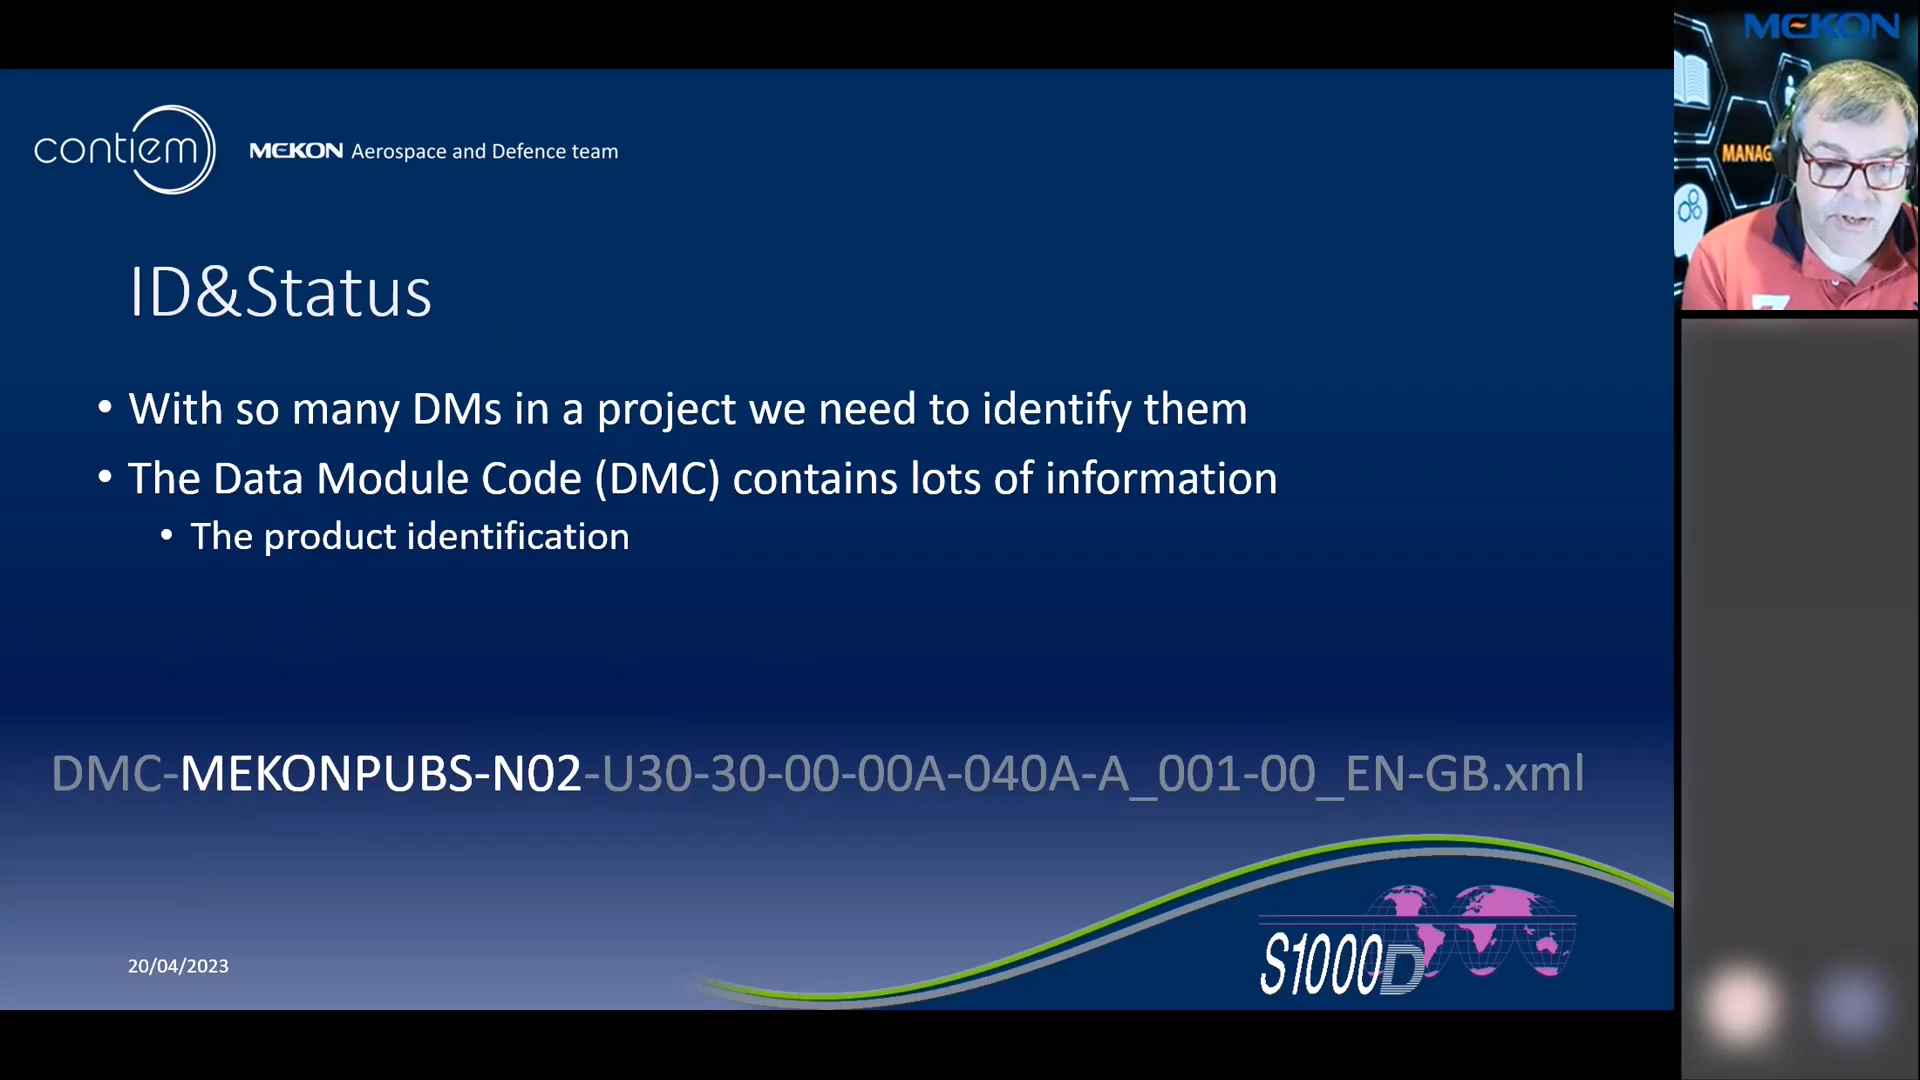 contiem
MEKON Aerospace and Defence team
ID&Status
• With so many DMs in a project we need to identify them
• The Data Module Code (DMC) contains lots of information
• The product identification
DMC-MEKONPUBS-N02-U30-30-00-00A-040A-A_001-00_EN-GB.xml
20/04/2023
S1000D
MEKON
MANAG